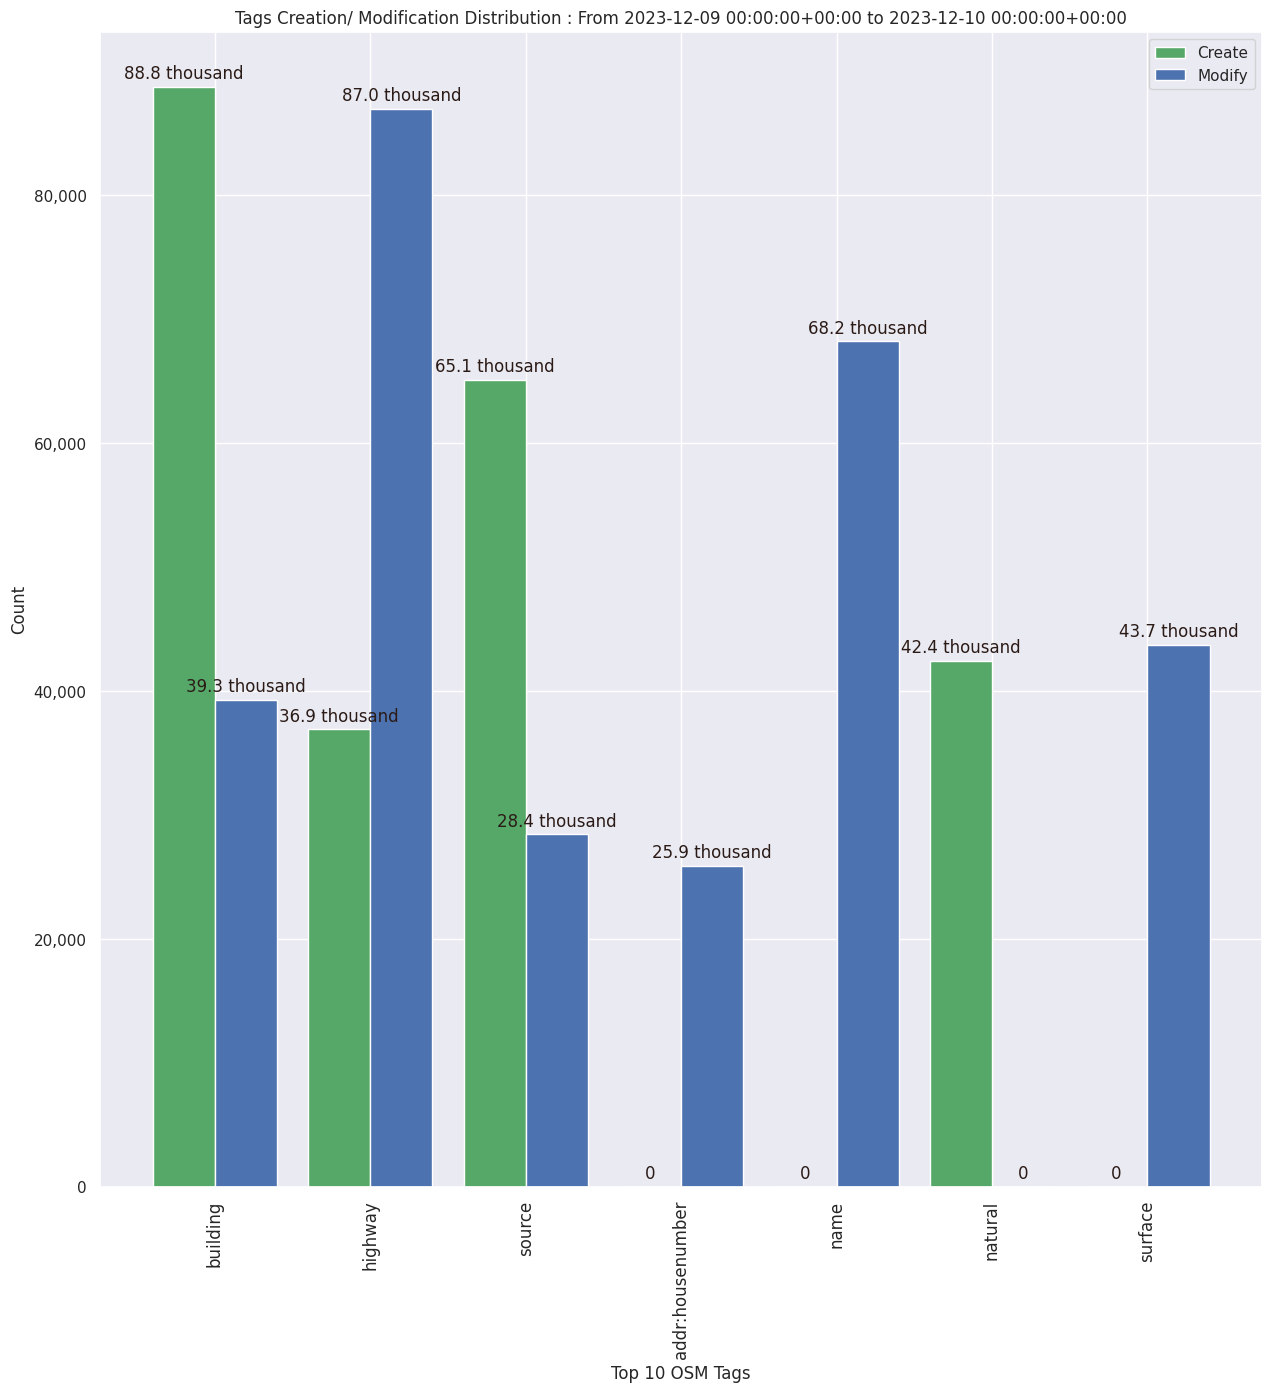 Tags Creation/ Modification Distribution : From 2023-12-09 00:00:00+00:00 to 2023-12-10 00:00:00+00:00
Create
Modify
88.8 thousand
87.0 thousand
80,000
68.2 thousand
65.1 thousand
60,000
43.7 thousand
42.4 thousand
40,000
39.3 thousand
36.9 thousand
28.4 thousand
25.9 thousand
20,000
0
0
0
0
0
Count
building
highway
source
addr:housenumber
name
natural
surface
Top 10 OSM Tags